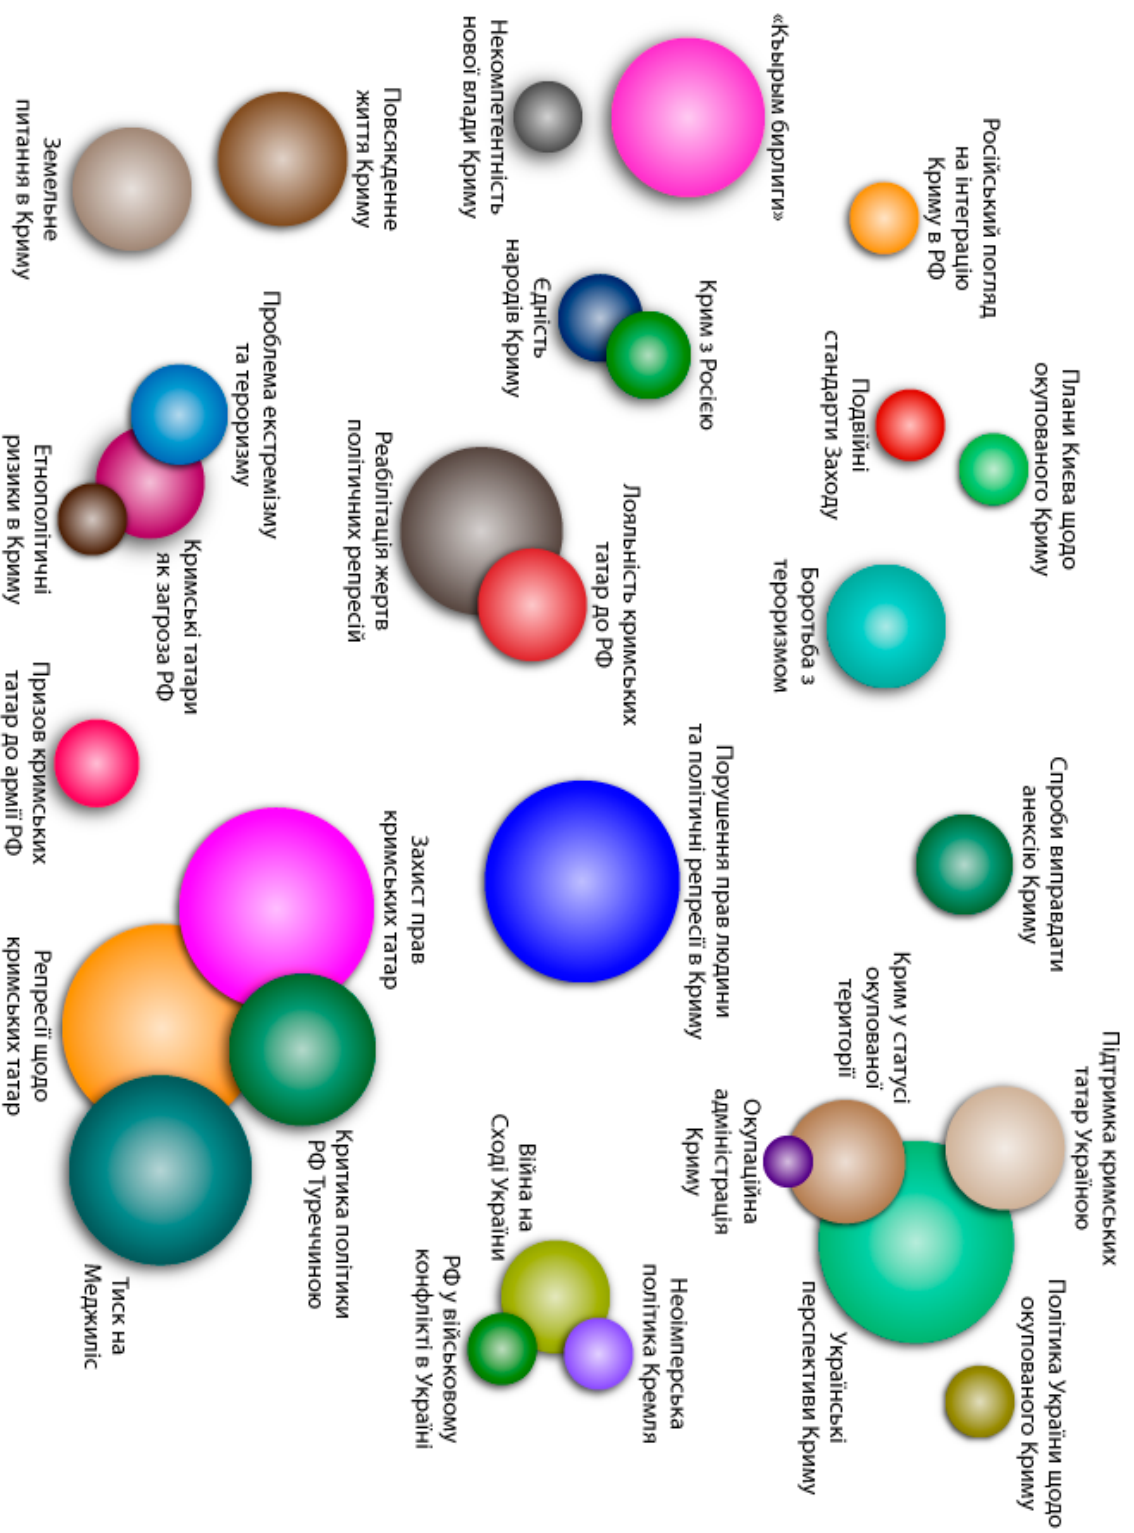 Підтримка кримських
татар Україною
Плани Києва щодо
окупованого Криму
Спроби виправдати
анексію Криму
Політика України щодо
окупованого Криму
Російський погляд
на інтеграцію
Криму в РФ
Крим у статусі
окупованої
території
Подвійні
стандарти Заходу
Боротьба з
тероризмом
Українські
перспективи Криму
«Къырым бирлиги»
Порушення прав людини
та політичні репресії в Криму
Окупаційна
адміністрація
Криму
Крим з Росією
Неоімперська
політика Кремля
Лояльність кримських
татар до РФ
Єдність
народів Криму
Війна на
Сході України
Некомпетентність
нової влади Криму
РФ у військовому
конфлікті в Україні
Захист прав
кримських татар
Повсякденне
життя Криму
Реабілітація жертв
політичних репресій
Критика політики
РФ Туреччиною
Проблема екстремізму
та тероризму
Кримські татари
як загроза РФ
Тиск на
Меджиліс
Земельне
питання в Криму
Етнополітичні
ризики в Криму
Призов кримських
татар до армії РФ
Репресії щодо
кримських татар